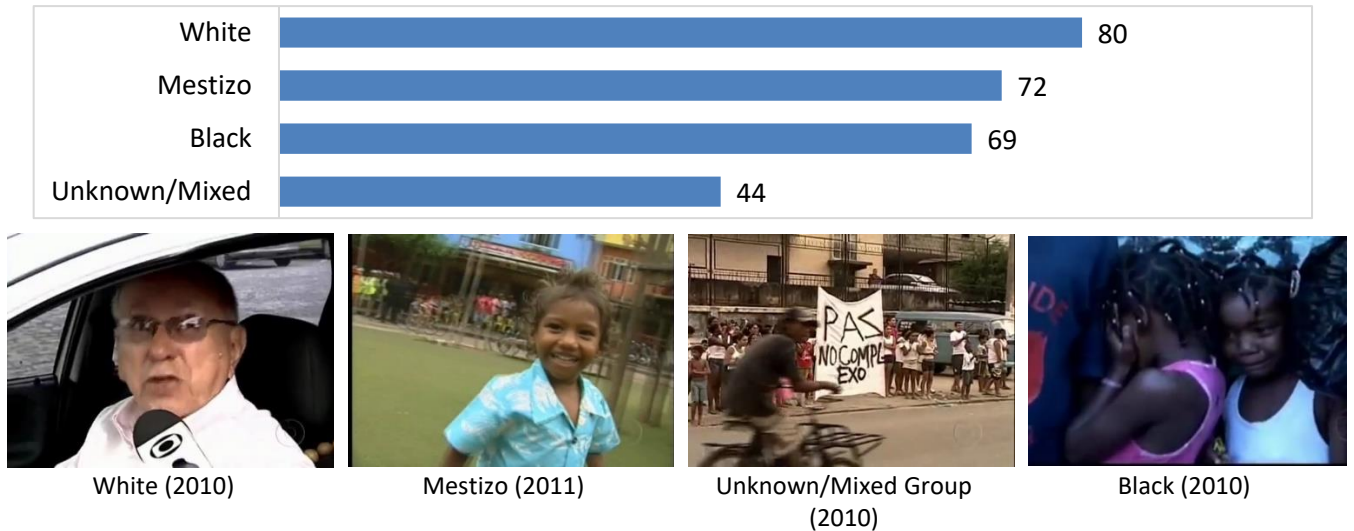 White 80
Mestizo 72
Black 69
Unknown/Mixed 44
PAS
NO COMPL
EXO
White (2010)
Mestizo (2011)
Unknown/Mixed Group
(2010)
Black (2010)